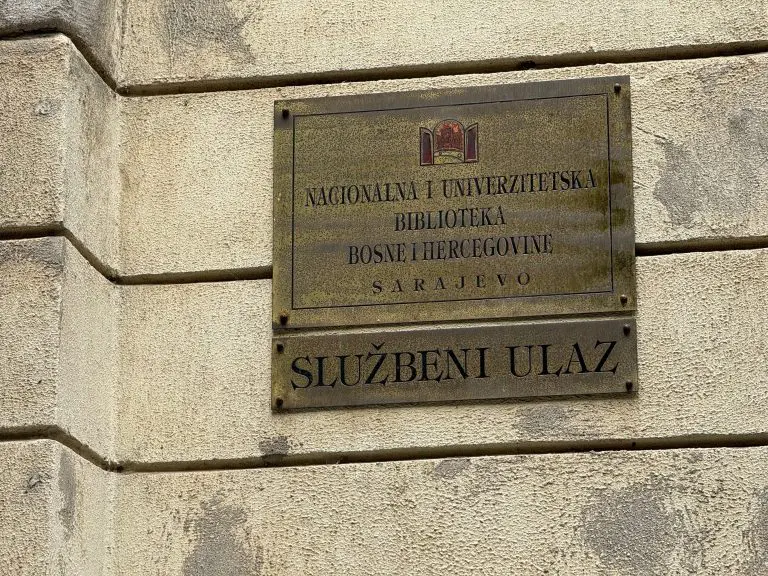 NACIONALNA I UNIVERZITETSKA
BIBLIOTEKA
BOSNE I HERCEGOVINE
SARAJEVO
SLUŽBENI ULAZ